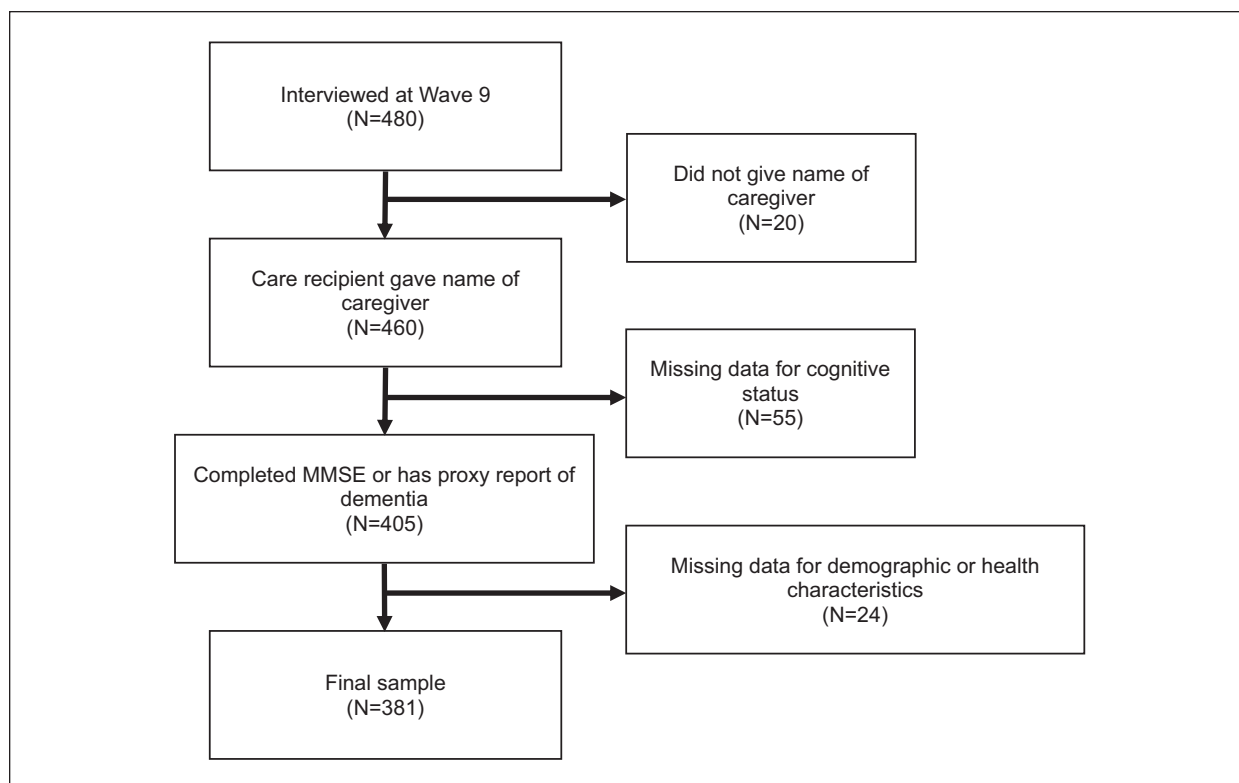 Interviewed at Wave 9
(N=480)
Did not give name of
caregiver
(N=20)
Care recipient gave name of
caregiver
(N=460)
Missing data for cognitive
status
(N=55)
Completed MMSE or has proxy report of
dementia
(N=405)
Missing data for demographic or health
characteristics
(N=24)
Final sample
(N=381)